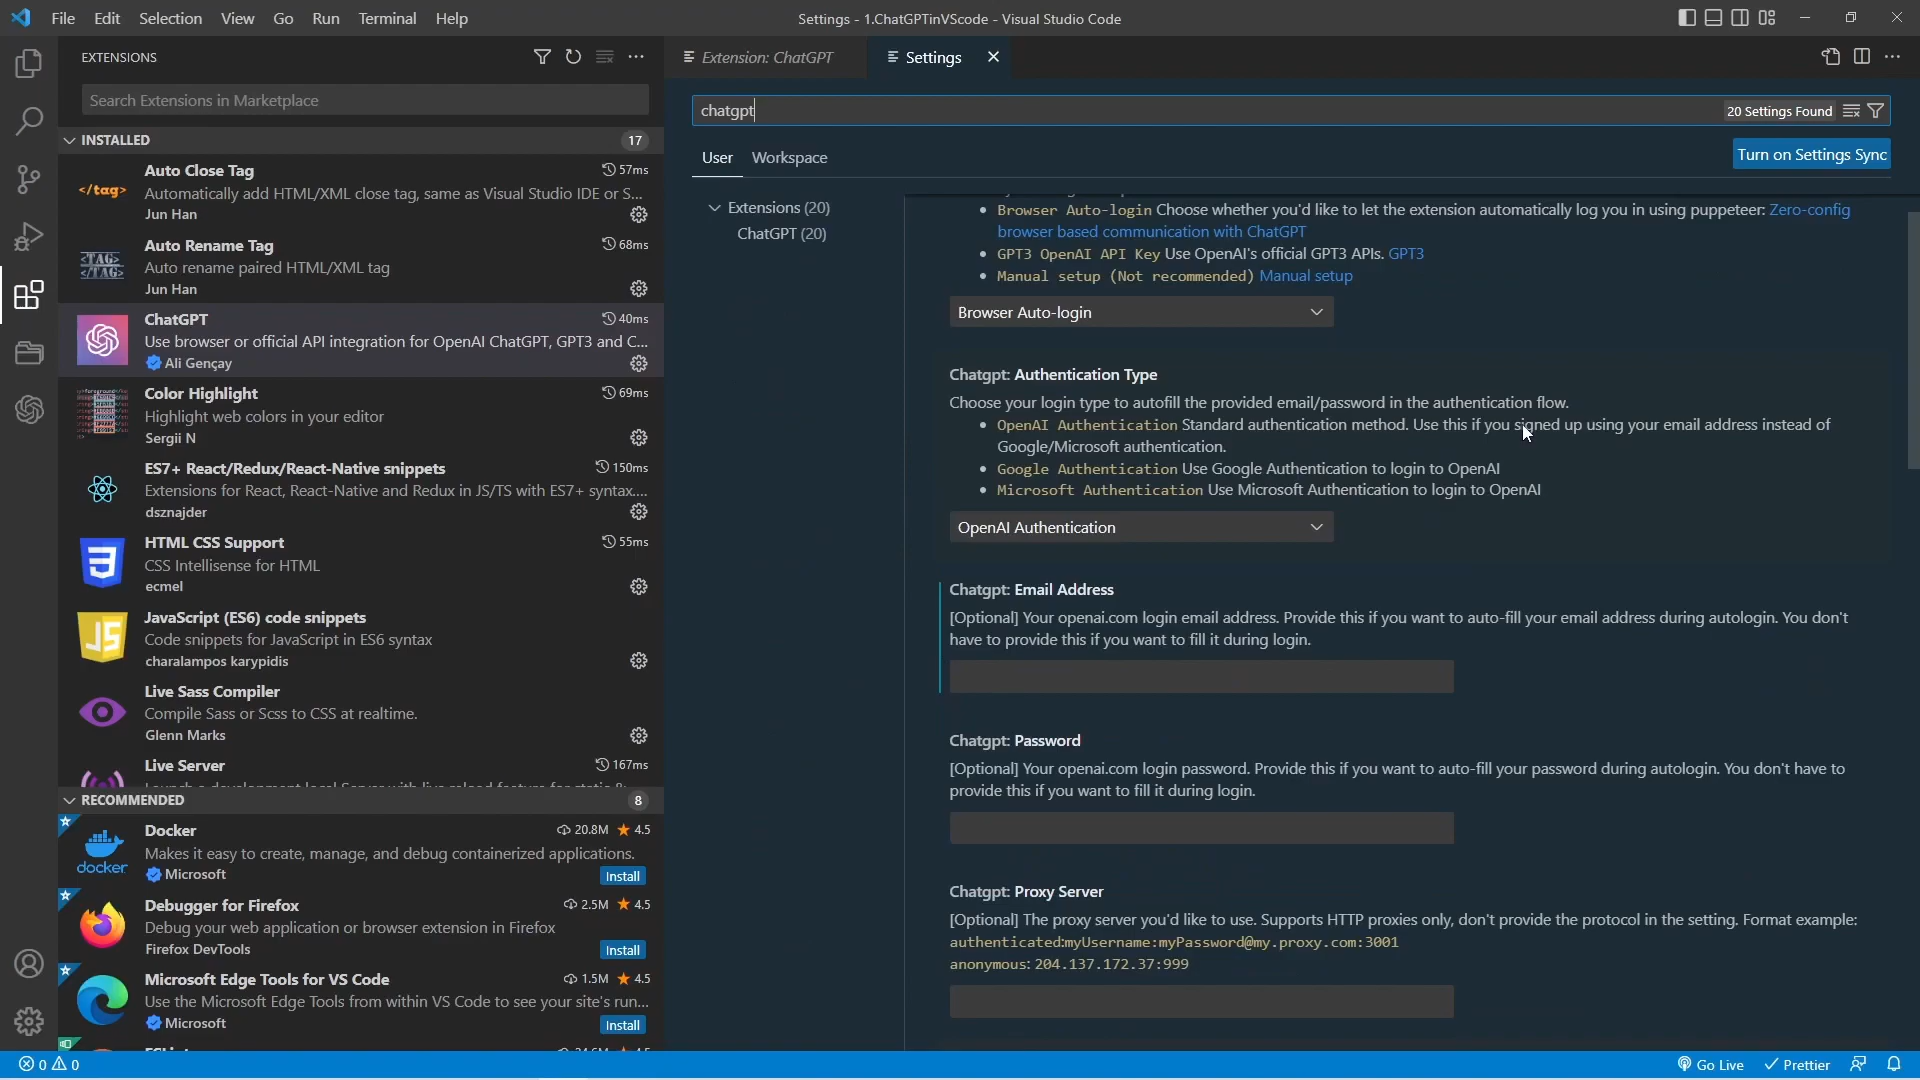 File Edit Selection View Go Run Terminal Help
Settings - 1.ChatGPTinVScode - Visual Studio Code
EXTENSIONS
Search Extensions in Marketplace
INSTALLED 17
</tag>
Auto Close Tag 57ms
Automatically add HTML/XML close tag, same as Visual Studio IDE or S...
Jun Han
<TAG>
</TAG>
Auto Rename Tag 68ms
Auto rename paired HTML/XML tag
Jun Han
ChatGPT 40ms
Use browser or official API integration for OpenAI ChatGPT, GPT3 and C...
Ali Gençay
Color Highlight 69ms
Highlight web colors in your editor
Sergii N
ES7+ React/Redux/React-Native snippets 150ms
Extensions for React, React-Native and Redux in JS/TS with ES7+ syntax....
dsznajder
HTML CSS Support 55ms
CSS Intellisense for HTML
ecmel
JS
JavaScript (ES6) code snippets
Code snippets for JavaScript in ES6 syntax
charalampos karypidis
Live Sass Compiler
Compile Sass or Scss to CSS at realtime.
Glenn Marks
Live Server 167ms
RECOMMENDED 8
docker
Docker 20.8M 4.5
Makes it easy to create, manage, and debug containerized applications.
Microsoft Install
Debugger for Firefox 2.5M 4.5
Debug your web application or browser extension in Firefox
Firefox DevTools Install
Microsoft Edge Tools for VS Code 1.5M 4.5
Use the Microsoft Edge Tools from within VS Code to see your site's run...
Microsoft Install
Extension: ChatGPT Settings
chatgpt 20 Settings Found
User Workspace Turn on Settings Sync
Extensions (20)
ChatGPT (20)
Browser Auto-login Choose whether you'd like to let the extension automatically log you in using puppeteer: Zero-config
browser based communication with ChatGPT
GPT3 OpenAI API Key Use OpenAI's official GPT3 APIs. GPT3
Manual setup (Not recommended) Manual setup
Browser Auto-login
Chatgpt: Authentication Type
Choose your login type to autofill the provided email/password in the authentication flow.
OpenAI Authentication Standard authentication method. Use this if you signed up using your email address instead of
Google/Microsoft authentication.
Google Authentication Use Google Authentication to login to OpenAI
Microsoft Authentication Use Microsoft Authentication to login to OpenAI
OpenAI Authentication
Chatgpt: Email Address
[Optional] Your openai.com login email address. Provide this if you want to auto-fill your email address during autologin. You don't
have to provide this if you want to fill it during login.
Chatgpt: Password
[Optional] Your openai.com login password. Provide this if you want to auto-fill your password during autologin. You don't have to
provide this if you want to fill it during login.
Chatgpt: Proxy Server
[Optional] The proxy server you'd like to use. Supports HTTP proxies only, don't provide the protocol in the setting. Format example:
authenticated:myUsername:myPassword@my.proxy.com:3001
anonymous: 204.137.172.37:999
0 0
Go Live Prettier